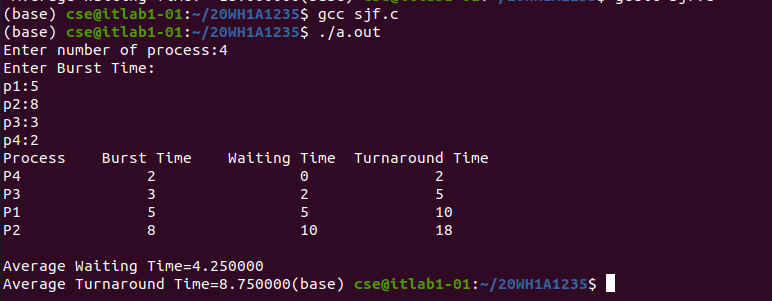 (base) cse@itlab1-01:~/20WH1A1235$ gcc sjf.c
(base) cse@itlab1-01:~/20WH1A1235$ ./a.out
Enter number of process:4
Enter Burst Time:
p1:5
p2:8
p3:3
p4:2
Process    Burst Time    Waiting Time  Turnaround Time
P4         2             0             2
P3         3             2             5
P1         5             5             10
P2         8             10            18
Average Waiting Time=4.250000
Average Turnaround Time=8.750000(base) cse@itlab1-01:~/20WH1A1235$